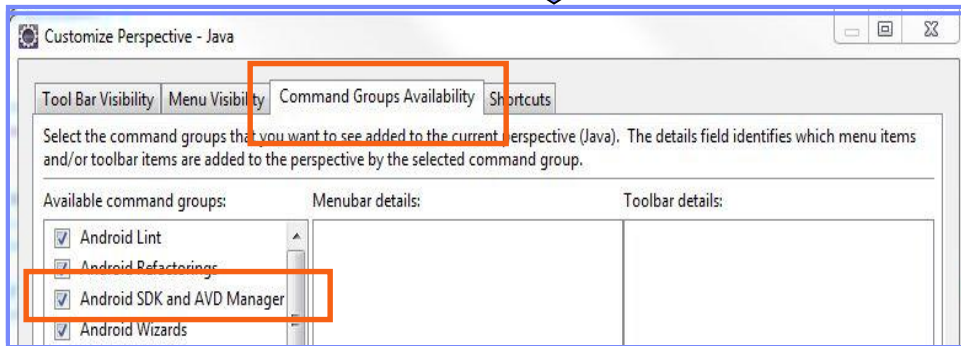 Customize Perspective - Java
Tool Bar Visibility Menu Visibility Command Groups Availability Shortcuts
Select the command groups that you want to see added to the current perspective (Java). The details field identifies which menu items
and/or toolbar items are added to the perspective by the selected command group.
Available command groups: Menubar details: Toolbar details:
Android Lint
Android Refactorings
Android SDK and AVD Manager
Android Wizards